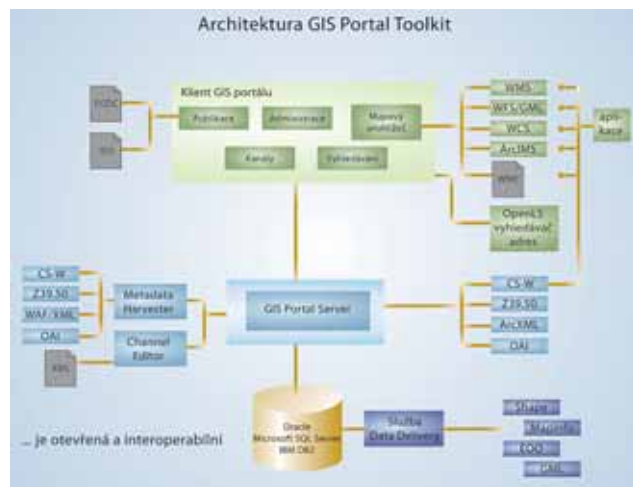 Architektura GIS Portal Toolkit
Klient GIS portálu
FGDC
ISO
Publikace
Administrace
Mapový
prohlížeč
Kanály
Vyhledávání
WMS
WFS/GML
WCS
ArcIMS
WMC
apli-
kace
OpenLS
vyhledávač
adres
CS-W
Z39.50
WAF/XML
OAI
Metadata
Harvester
Channel
Editor
GIS Portal Server
CS-W
Z39.50
ArcXML
OAI
Oracle
Microsoft SQL Server
IBM DB2
Služba
Data Delivery
Shape
MapInfo
GML
... je otevřená a interoperabilní